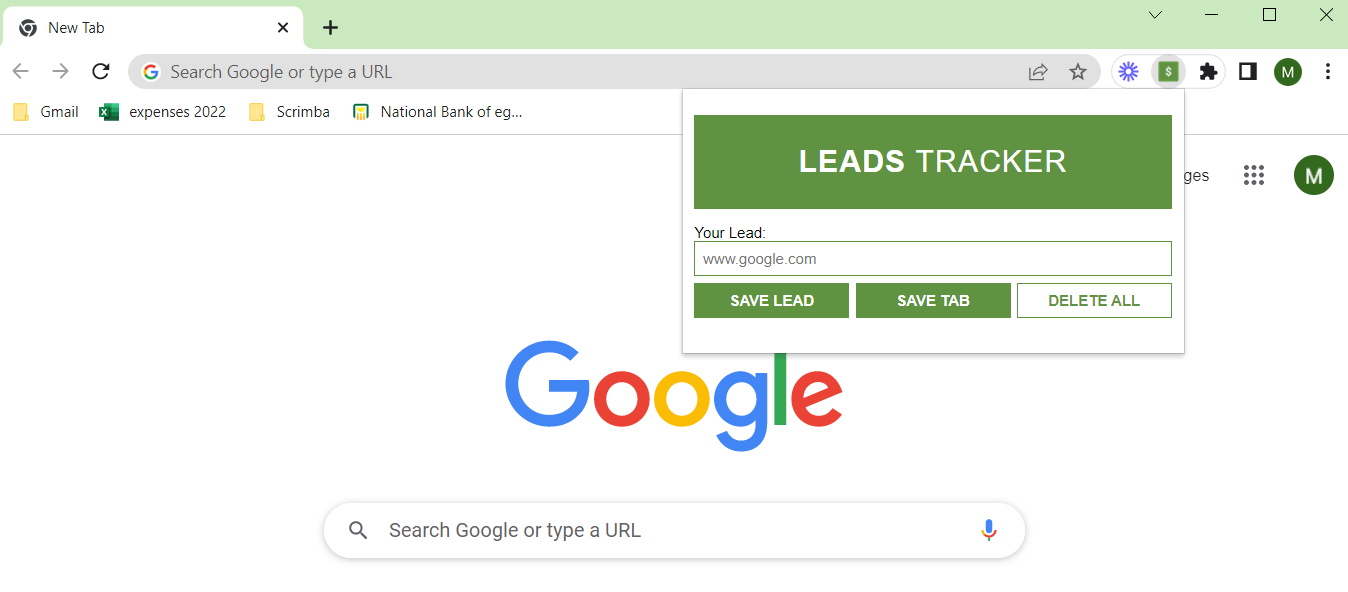 New Tab
Search Google or type a URL
$
M
Gmail
expenses 2022
Scrimba
National Bank of eg...
LEADS TRACKER
ges
M
Your Lead:
www.google.com
SAVE LEAD
SAVE TAB
DELETE ALL
Google
Search Google or type a URL